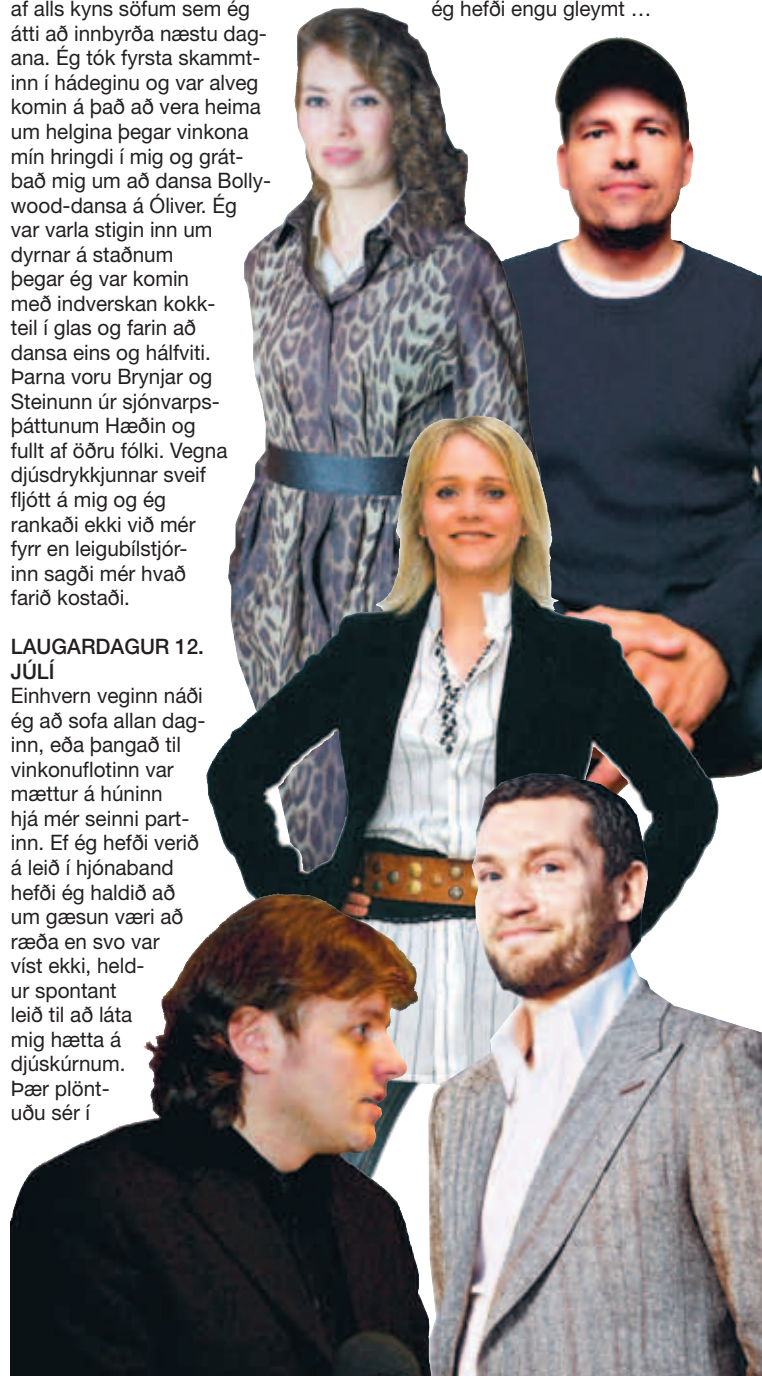 af alls kyns söfum sem ég
átti að innbyrða næstu dag-
ana. Ég tók fyrsta skammt-
inn í hádeginu og var alveg
komin á það að vera heima
um helgina þegar vinkona
mín hringdi í mig og grát-
bað mig um að dansa Bolly-
wood-dansa á Óliver. Ég
var varla stigin inn um
dyrnar á staðnum
þegar ég var komin
með indverskan kokk-
teil í glas og farin að
dansa eins og hálfviti.
Þarna voru Brynjar og
Steinunn úr sjónvarps-
þáttunum Hæðin og
fullt af öðru fólki. Vegna
djúsdrykkjunnar sveif
fljótt á mig og ég
rankaði ekki við mér
fyrr en leigubílstjór-
inn sagði mér hvað
farið kostaði.
LAUGARDAGUR 12.
JÚLÍ
Einhvern veginn náði
ég að sofa allan dag-
inn, eða þangað til
vinkonuflotinn var
mættur á húninn
hjá mér seinni part-
inn. Ef ég hefði verið
á leið í hjónaband
hefði ég haldið að
um gæsun væri að
ræða en svo var
víst ekki, held-
ur spontant
leið til að láta
mig hætta á
djúskúrnum.
Þær plönt-
uðu sér í
ég hefði engu gleymt …